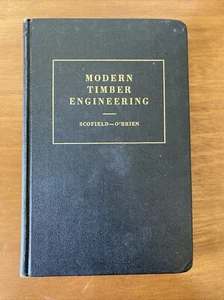 MODERN
TIMBER
ENGINEERING
SCOFIELD—O'BRIEN